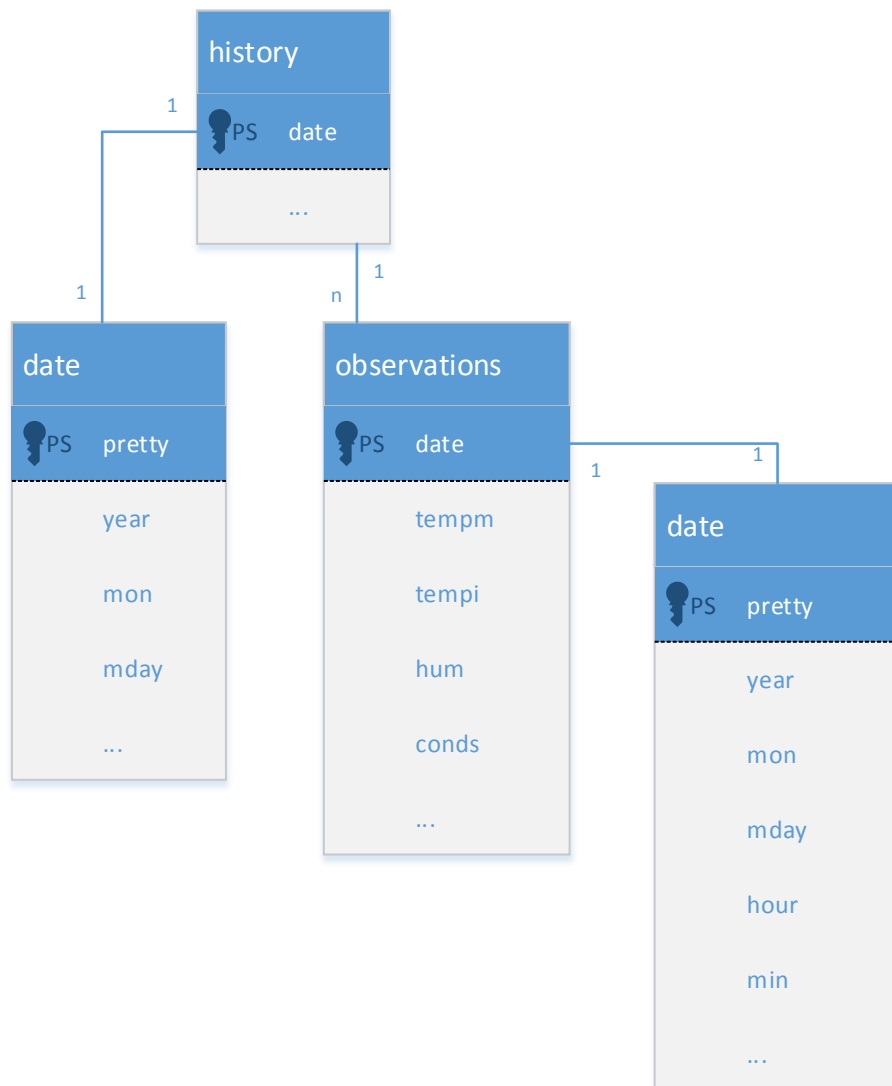 history
1
PS date
...
1
1
n
date
observations
PS pretty
PS date
1
1
year
tempm
date
mon
tempi
PS pretty
mday
hum
year
...
conds
mon
...
mday
hour
min
...